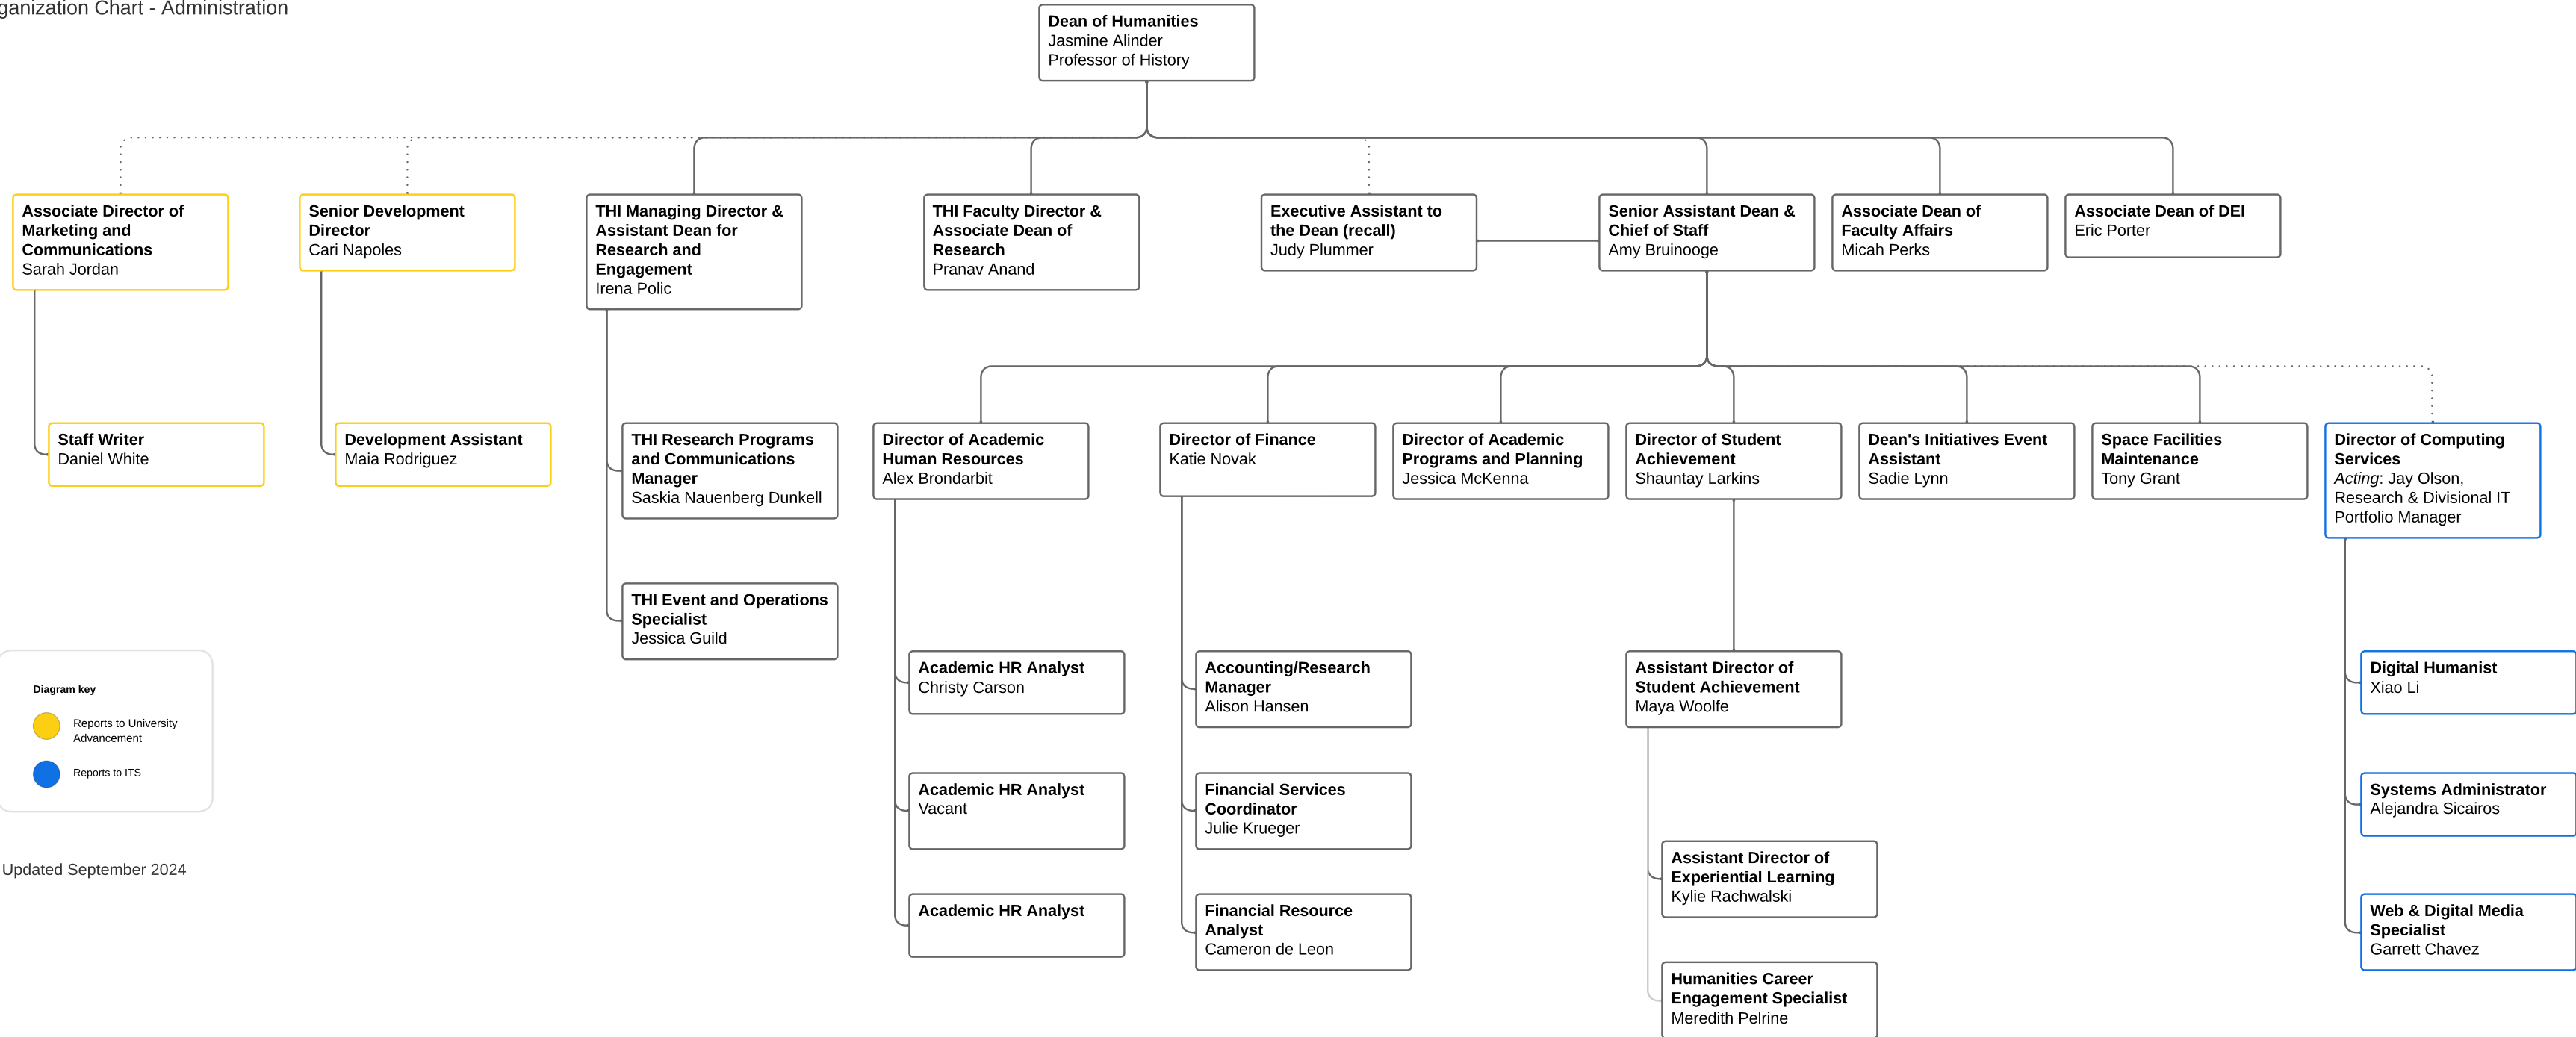 ganization Chart - Administration
Dean of Humanities
Jasmine Alinder
Professor of History
Associate Director of
Marketing and
Communications
Sarah Jordan
Senior Development
Director
Cari Napoles
THI Managing Director &
Assistant Dean for
Research and
Engagement
Irena Polic
THI Faculty Director &
Associate Dean of
Research
Pranav Anand
Executive Assistant to
the Dean (recall)
Judy Plummer
Senior Assistant Dean &
Chief of Staff
Amy Bruinooge
Associate Dean of
Faculty Affairs
Micah Perks
Associate Dean of DEI
Eric Porter
Staff Writer
Daniel White
Development Assistant
Maia Rodriguez
THI Research Programs
and Communications
Manager
Saskia Nauenberg Dunkell
Director of Academic
Human Resources
Alex Brondarbit
Director of Finance
Katie Novak
Director of Academic
Programs and Planning
Jessica McKenna
Director of Student
Achievement
Shauntay Larkins
Dean's Initiatives Event
Assistant
Sadie Lynn
Space Facilities
Maintenance
Tony Grant
Director of Computing
Services
Acting: Jay Olson,
Research & Divisional IT
Portfolio Manager
THI Event and Operations
Specialist
Jessica Guild
Academic HR Analyst
Christy Carson
Accounting/Research
Manager
Alison Hansen
Assistant Director of
Student Achievement
Maya Woolfe
Digital Humanist
Xiao Li
Diagram key
Reports to University
Advancement
Reports to ITS
Academic HR Analyst
Vacant
Financial Services
Coordinator
Julie Krueger
Systems Administrator
Alejandra Sicairos
Assistant Director of
Experiential Learning
Kylie Rachwalski
Updated September 2024
Academic HR Analyst
Financial Resource
Analyst
Cameron de Leon
Web & Digital Media
Specialist
Garrett Chavez
Humanities Career
Engagement Specialist
Meredith Pelrine